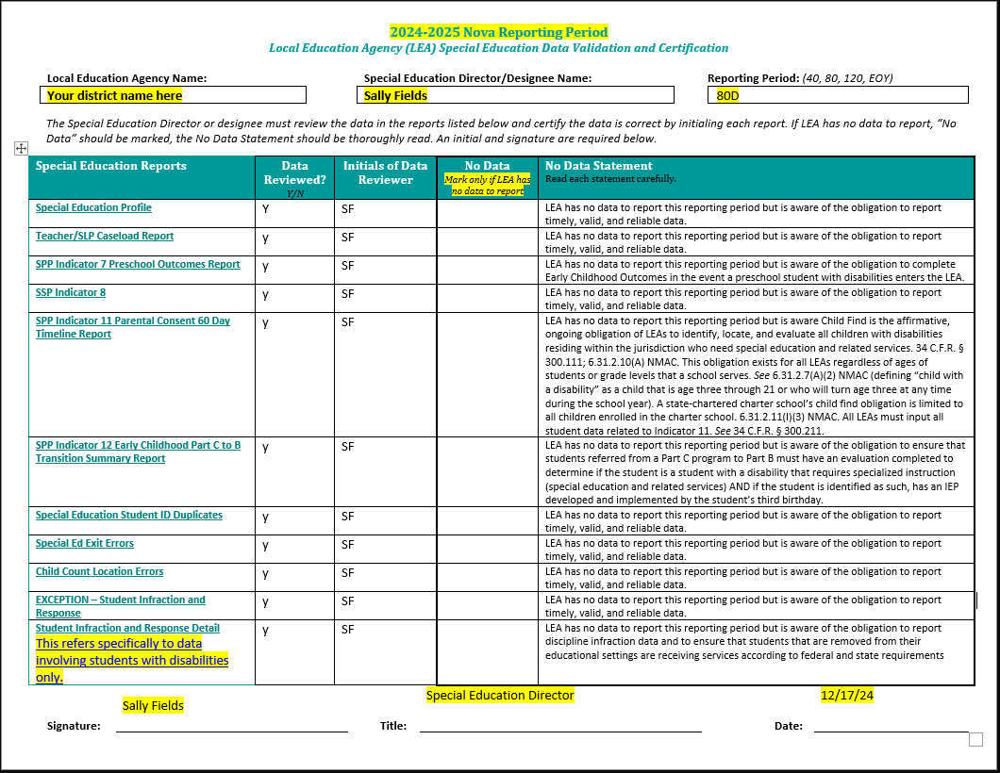 2024-2025 Nova Reporting Period
Local Education Agency (LEA) Special Education Data Validation and Certification
Local Education Agency Name:
Special Education Director/Designee Name:
Reporting Period: (40, 80, 120, EOY)
Your district name here
Sally Fields
80D
The Special Education Director or designee must review the data in the reports listed below and certify the data is correct by initialing each report. If LEA has no data to report, “No
Data” should be marked, the No Data Statement should be thoroughly read. An initial and signature are required below.
Special Education Reports
Data
Reviewed?
Y/N
Initials of Data
Reviewer
No Data
Mark only if LEA has
no data to report
No Data Statement
Read each statement carefully.
Special Education Profile
Y
SF
LEA has no data to report this reporting period but is aware of the obligation to report
timely, valid, and reliable data.
Teacher/SLP Caseload Report
y
SF
LEA has no data to report this reporting period but is aware of the obligation to report
timely, valid, and reliable data.
SPP Indicator 7 Preschool Outcomes Report
y
SF
LEA has no data to report this reporting period but is aware of the obligation to complete
Early Childhood Outcomes in the event a preschool student with disabilities enters the LEA.
SSP Indicator 8
y
SF
LEA has no data to report this reporting period but is aware of the obligation to report
timely, valid, and reliable data.
SPP Indicator 11 Parental Consent 60 Day
Timeline Report
y
SF
LEA has no data to report this reporting period but is aware Child Find is the affirmative,
ongoing obligation of LEAs to identify, locate, and evaluate all children with disabilities
residing within the jurisdiction who need special education and related services. 34 C.F.R. §
300.111; 6.31.2.10(A) NMAC. This obligation exists for all LEAs regardless of ages of
students or grade levels that a school serves. See 6.31.2.7(A)(2) NMAC (defining “child with
a disability” as a child that is age three through 21 or who will turn age three at any time
during the school year). A state-chartered charter school’s child find obligation is limited to
all children enrolled in the charter school. 6.31.2.11(I)(3) NMAC. All LEAs must input all
student data related to Indicator 11. See 34 C.F.R. § 300.211.
SPP Indicator 12 Early Childhood Part C to B
Transition Summary Report
y
SF
LEA has no data to report this reporting period but is aware of the obligation to ensure that
students referred from a Part C program to Part B must have an evaluation completed to
determine if the student is a student with a disability that requires specialized instruction
(special education and related services) AND if the student is identified as such, has an IEP
developed and implemented by the student’s third birthday.
Special Education Student ID Duplicates
y
SF
LEA has no data to report this reporting period but is aware of the obligation to report
timely, valid, and reliable data.
Special Ed Exit Errors
y
SF
LEA has no data to report this reporting period but is aware of the obligation to report
timely, valid, and reliable data.
Child Count Location Errors
y
SF
LEA has no data to report this reporting period but is aware of the obligation to report
timely, valid, and reliable data.
EXCEPTION – Student Infraction and
Response
y
SF
LEA has no data to report this reporting period but is aware of the obligation to report
timely, valid, and reliable data.
Student Infraction and Response Detail
This refers specifically to data
involving students with disabilities
only.
y
SF
LEA has no data to report this reporting period but is aware of the obligation to report
discipline infraction data and to ensure that students that are removed from their
educational settings are receiving services according to federal and state requirements
Sally Fields
Special Education Director
12/17/24
Signature:
Title:
Date: